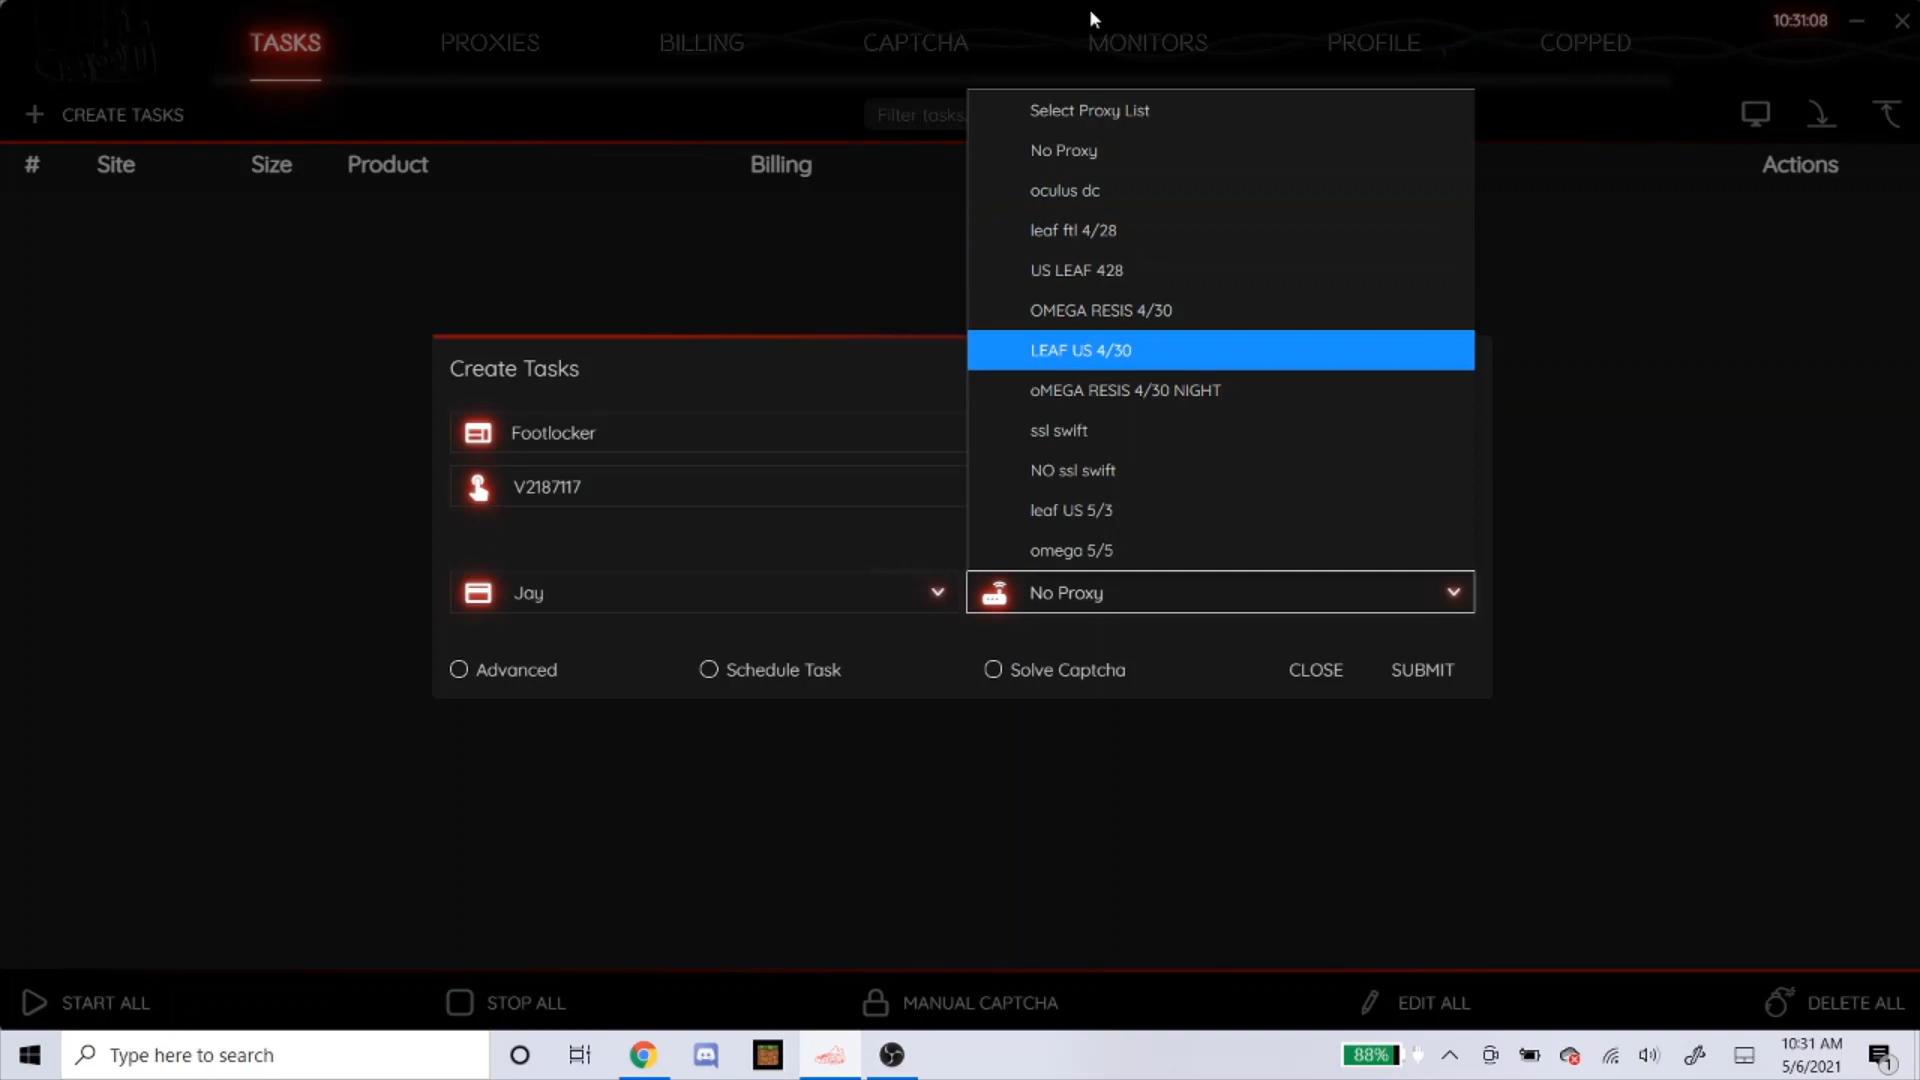 TASKS PROXIES BILLING CAPTCHA MONITORS PROFILE COPPED 10:31:08
CREATE TASKS Filter tasks
# Site Size Product Billing Actions
Select Proxy List
No Proxy
oculus dc
leaf ftl 4/28
US LEAF 428
OMEGA RESIS 4/30
LEAF US 4/30
oMEGA RESIS 4/30 NIGHT
ssl swift
NO ssl swift
leaf US 5/3
omega 5/5
Create Tasks
Footlocker
V2187117
Jay No Proxy
Advanced Schedule Task Solve Captcha CLOSE SUBMIT
START ALL STOP ALL MANUAL CAPTCHA EDIT ALL DELETE ALL
Type here to search 88% 10:31 AM
5/6/2021 1